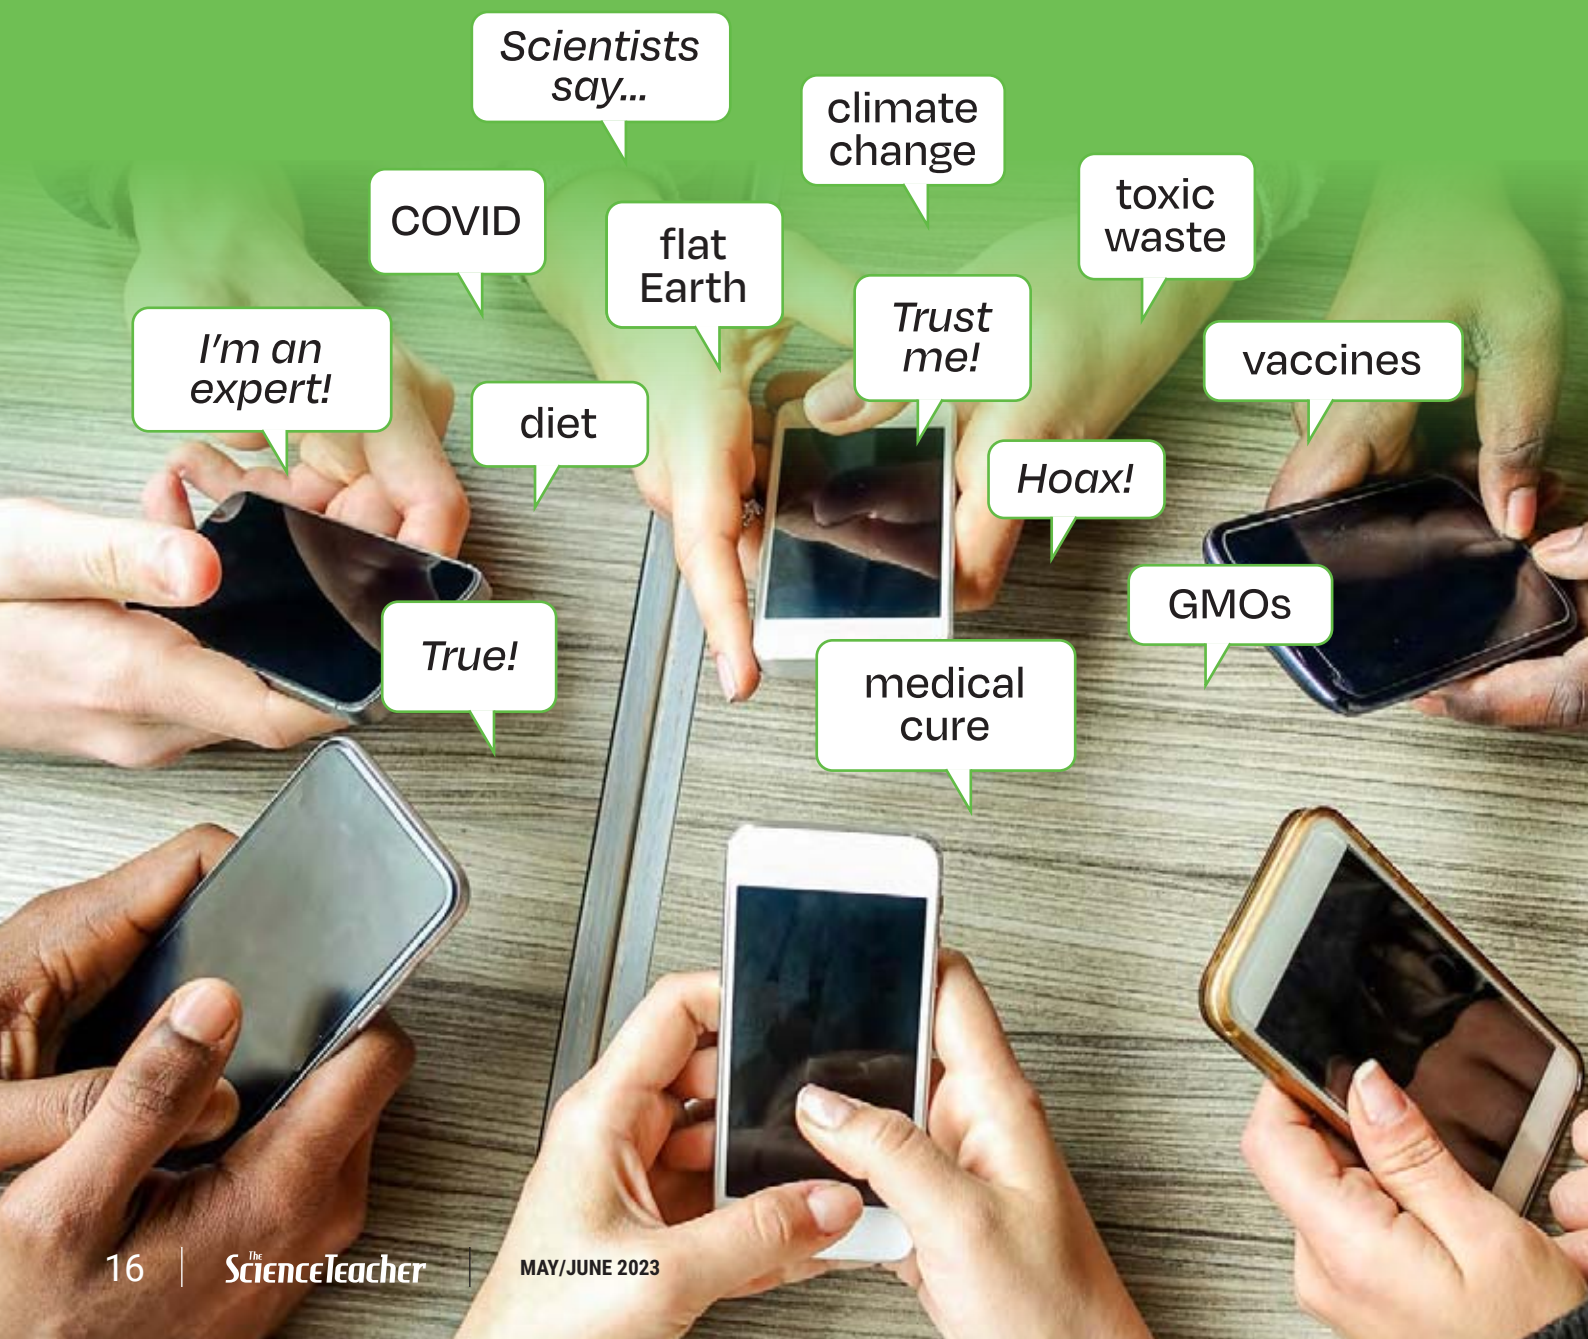 Scientists
say...
climate
change
toxic
waste
COVID
flat
Earth
Trust
me!
I'm an
expert!
vaccines
diet
Hoax!
GMOs
True!
medical
cure
16
The ScienceTeacher
MAY/JUNE 2023